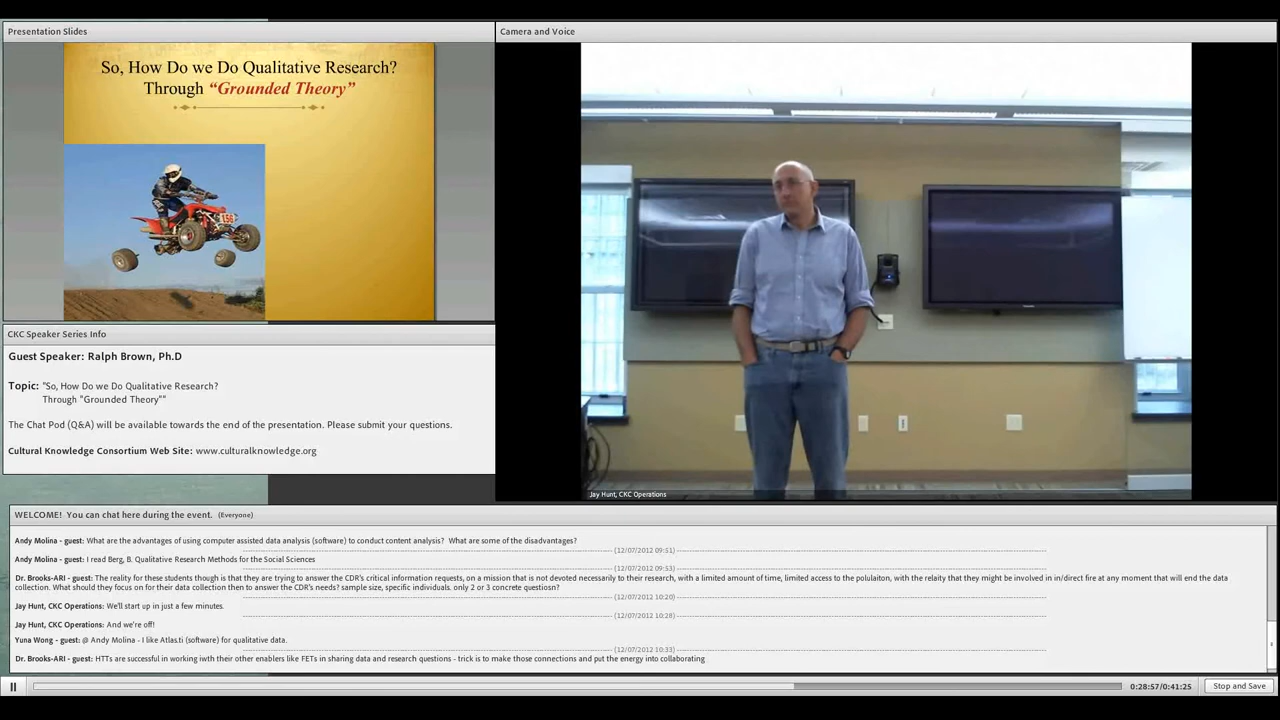 Presentation Slides
So, How Do we Do Qualitative Research?
Through “Grounded Theory”
156
Camera and Voice
Jay Hunt, CKC Operations
CKC Speaker Series Info
Guest Speaker: Ralph Brown, Ph.D
Topic: "So, How Do we Do Qualitative Research?
Through "Grounded Theory""
The Chat Pod (Q&A) will be available towards the end of the presentation. Please submit your questions.
Cultural Knowledge Consortium Web Site: www.culturalknowledge.org
WELCOME! You can chat here during the event. (Everyone)
Andy Molina - guest: What are the advantages of using computer assisted data analysis (software) to conduct content analysis? What are some of the disadvantages?
(12/07/2012 09:51)
Andy Molina - guest: I read Berg, B. Qualitative Research Methods for the Social Sciences
(12/07/2012 09:53)
Dr. Brooks-ARI - guest: The reality for these students though is that they are trying to answer the CDR's critical information requests, on a mission that is not devoted necessarily to their research, with a limited amount of time, limited access to the polulaiton, with the relaity that they might be involved in in/direct fire at any moment that will end the data
collection. What should they focus on for their data collection then to answer the CDR's needs? sample size, specific individuals. only 2 or 3 concrete questiosn?
(12/07/2012 10:20)
Jay Hunt, CKC Operations: We'll start up in just a few minutes.
(12/07/2012 10:28)
Jay Hunt, CKC Operations: And we're off!
Yuna Wong - guest: @ Andy Molina - I like Atlas.ti (software) for qualitative data.
(12/07/2012 10:33)
Dr. Brooks-ARI - guest: HTTs are successful in working iwth their other enablers like FETs in sharing data and research questions - trick is to make those connections and put the energy into collaborating
0:28:57/0:41:25
Stop and Save